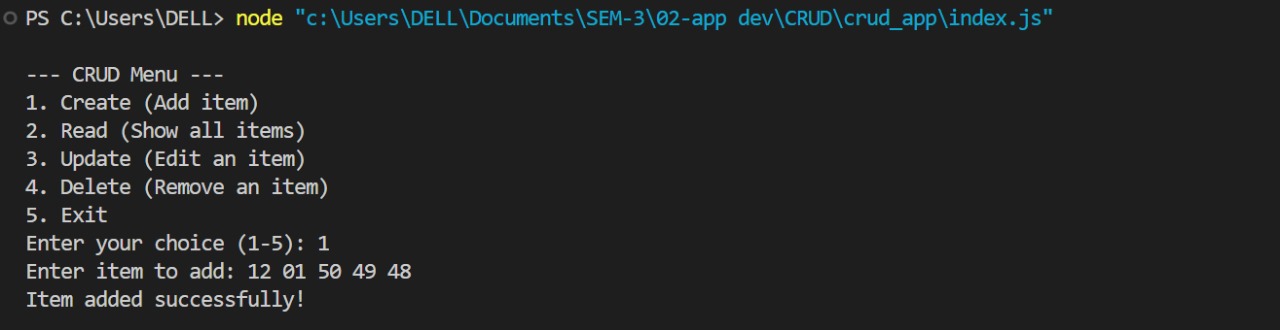 PS C:\Users\DELL> node "c:\Users\DELL\Documents\SEM-3\02-app dev\CRUD\crud_app\index.js"
--- CRUD Menu ---
1. Create (Add item)
2. Read (Show all items)
3. Update (Edit an item)
4. Delete (Remove an item)
5. Exit
Enter your choice (1-5): 1
Enter item to add: 12 01 50 49 48
Item added successfully!